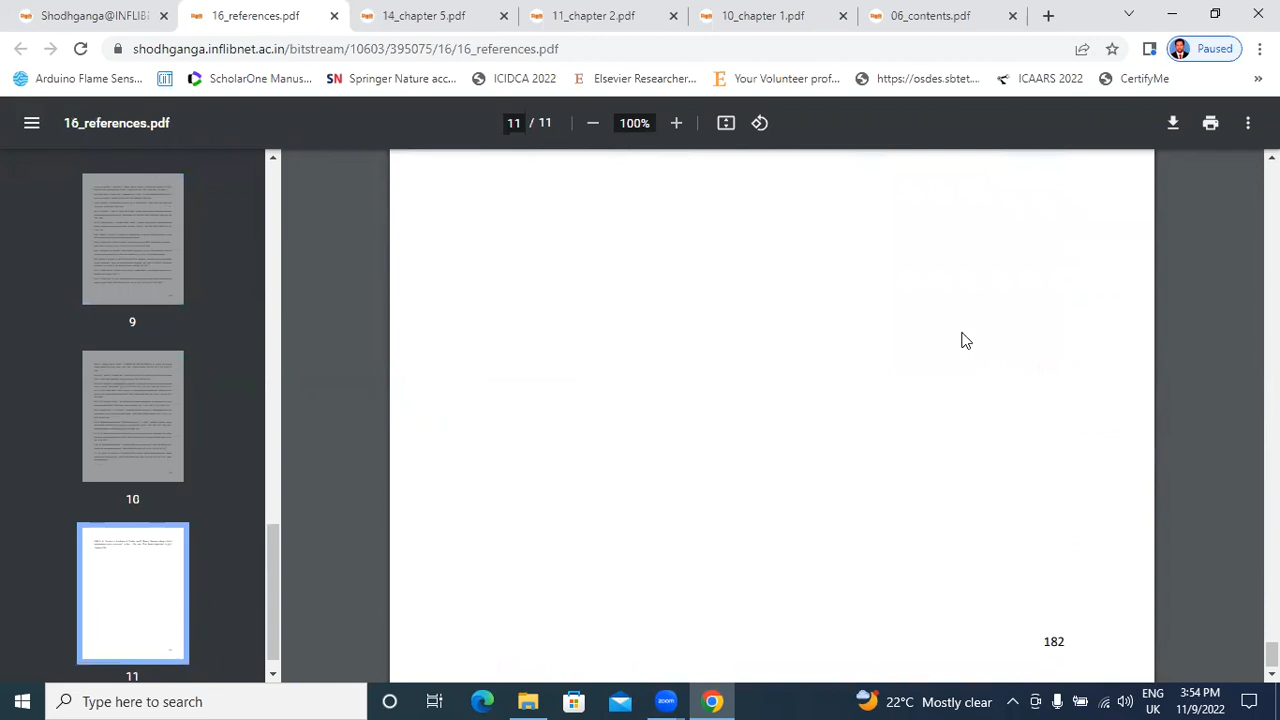 Shodhganga@INFLIBI
16_references.pdf
14_chapter 5.pdf
11_chapter 2.pdf
10_chapter 1.pdf
06_contents.pdf
shodhganga.inflibnet.ac.in/bitstream/10603/395075/16/16_references.pdf
Paused
Arduino Flame Sens...
ScholarOne Manus...
SN Springer Nature acc...
ICIDCA 2022
E Elsevier Researcher...
Your Volunteer prof...
https://osdes.sbtet....
ICAARS 2022
CertifyMe
»
16_references.pdf
11 / 11
100%
9
10
11
182
Type here to search
zoom
22°C Mostly clear
ENG
UK
3:54 PM
11/9/2022